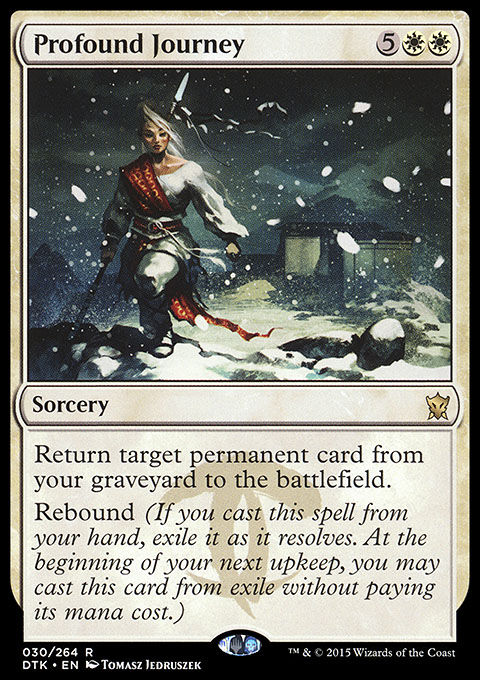 Profound Journey 5
Sorcery
Return target permanent card from
your graveyard to the battlefield.
Rebound (If you cast this spell from
your hand, exile it as it resolves. At the
beginning of your next upkeep, you may
cast this card from exile without paying
its mana cost.)
030/264 R
DTK • EN Tomasz Jedruszek
™ & © 2015 Wizards of the Coast